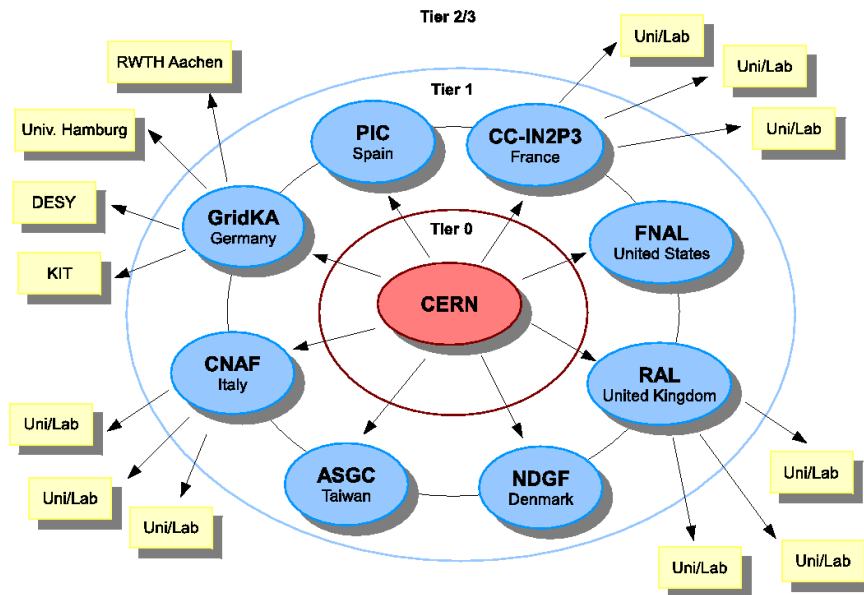 Tier 2/3
Uni/Lab
RWTH Aachen
Uni/Lab
Tier 1
Univ. Hamburg
PIC
Spain
CC-IN2P3
France
Uni/Lab
DESY
GridKA
Germany
Tier 0
FNAL
United States
KIT
CERN
CNAF
Italy
RAL
United Kingdom
Uni/Lab
ASGC
Taiwan
NDGF
Denmark
Uni/Lab
Uni/Lab
Uni/Lab
Uni/Lab
Uni/Lab